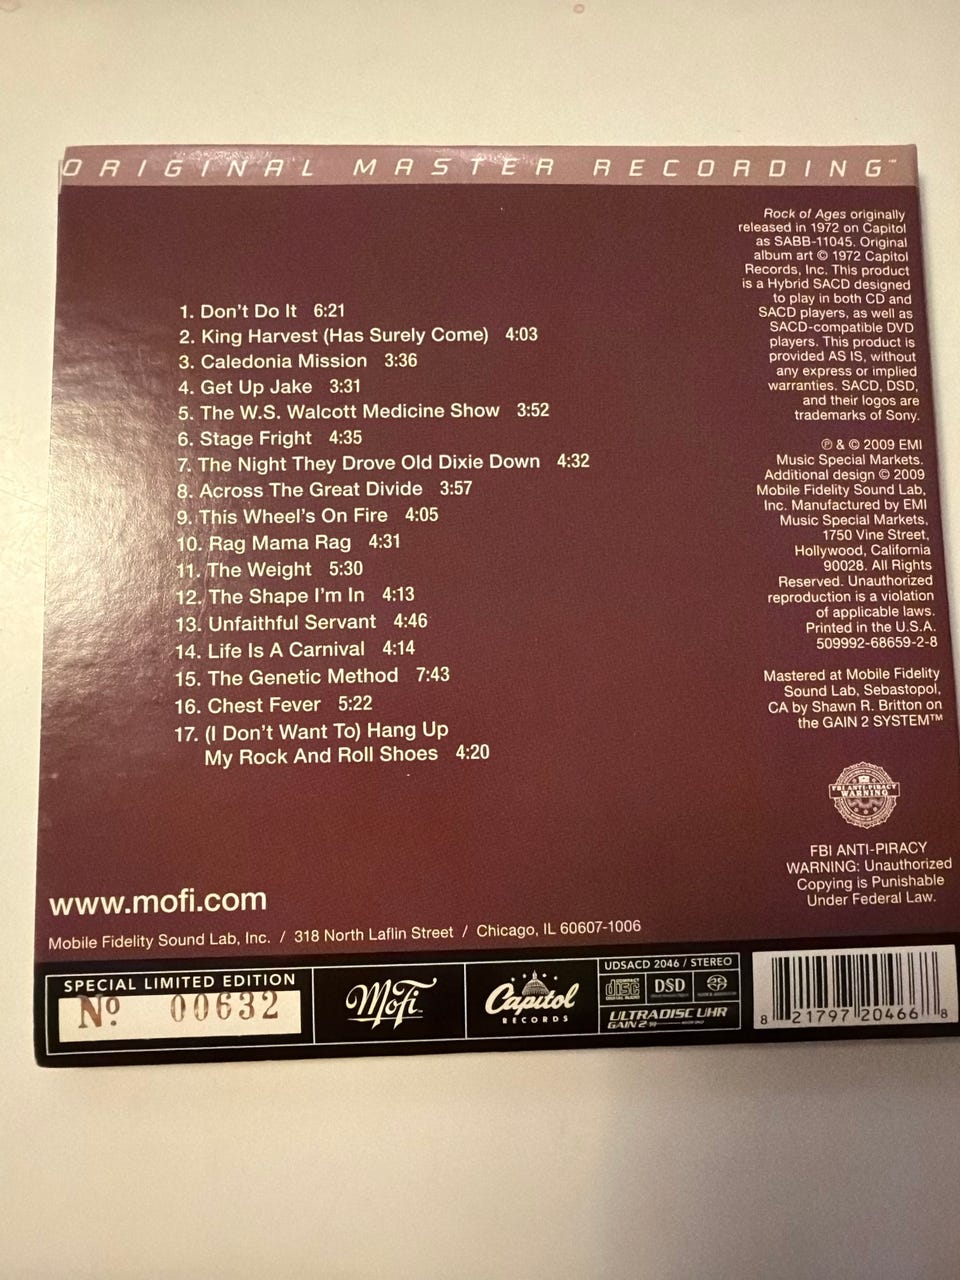 ORIGINAL MASTER RECORDING™
1. Don't Do It 6:21
2. King Harvest (Has Surely Come) 4:03
3. Caledonia Mission 3:36
4. Get Up Jake 3:31
5. The W.S. Walcott Medicine Show 3:52
6. Stage Fright 4:35
7. The Night They Drove Old Dixie Down 4:32
8. Across The Great Divide 3:57
9. This Wheel's On Fire 4:05
10. Rag Mama Rag 4:31
11. The Weight 5:30
12. The Shape I'm In 4:13
13. Unfaithful Servant 4:46
14. Life Is A Carnival 4:14
15. The Genetic Method 7:43
16. Chest Fever 5:22
17. (I Don't Want To) Hang Up
My Rock And Roll Shoes 4:20
Rock of Ages originally
released in 1972 on Capitol
as SABB-11045. Original
album art © 1972 Capitol
Records, Inc. This product
is a Hybrid SACD designed
to play in both CD and
SACD players, as well as
SACD-compatible DVD
players. This product is
provided AS IS, without
any express or implied
warranties. SACD, DSD,
and their logos are
trademarks of Sony.
℗ & © 2009 EMI
Music Special Markets.
Additional design © 2009
Mobile Fidelity Sound Lab,
Inc. Manufactured by EMI
Music Special Markets,
1750 Vine Street,
Hollywood, California
90028. All Rights
Reserved. Unauthorized
reproduction is a violation
of applicable laws.
Printed in the U.S.A.
509992-68659-2-8
Mastered at Mobile Fidelity
Sound Lab, Sebastopol,
CA by Shawn R. Britton on
the GAIN 2 SYSTEM™
FBI ANTI-PIRACY
WARNING
FBI ANTI-PIRACY
WARNING: Unauthorized
Copying is Punishable
Under Federal Law.
www.mofi.com
Mobile Fidelity Sound Lab, Inc. / 318 North Laflin Street / Chicago, IL 60607-1006
SPECIAL LIMITED EDITION
Nº 00632
MoFi
Capitol
RECORDS
UDSACD 2046 / STEREO
COMPACT
disc
DIGITAL AUDIO
DSD
ULTRADISC UHR
GAIN 2
8 21797 20466 8